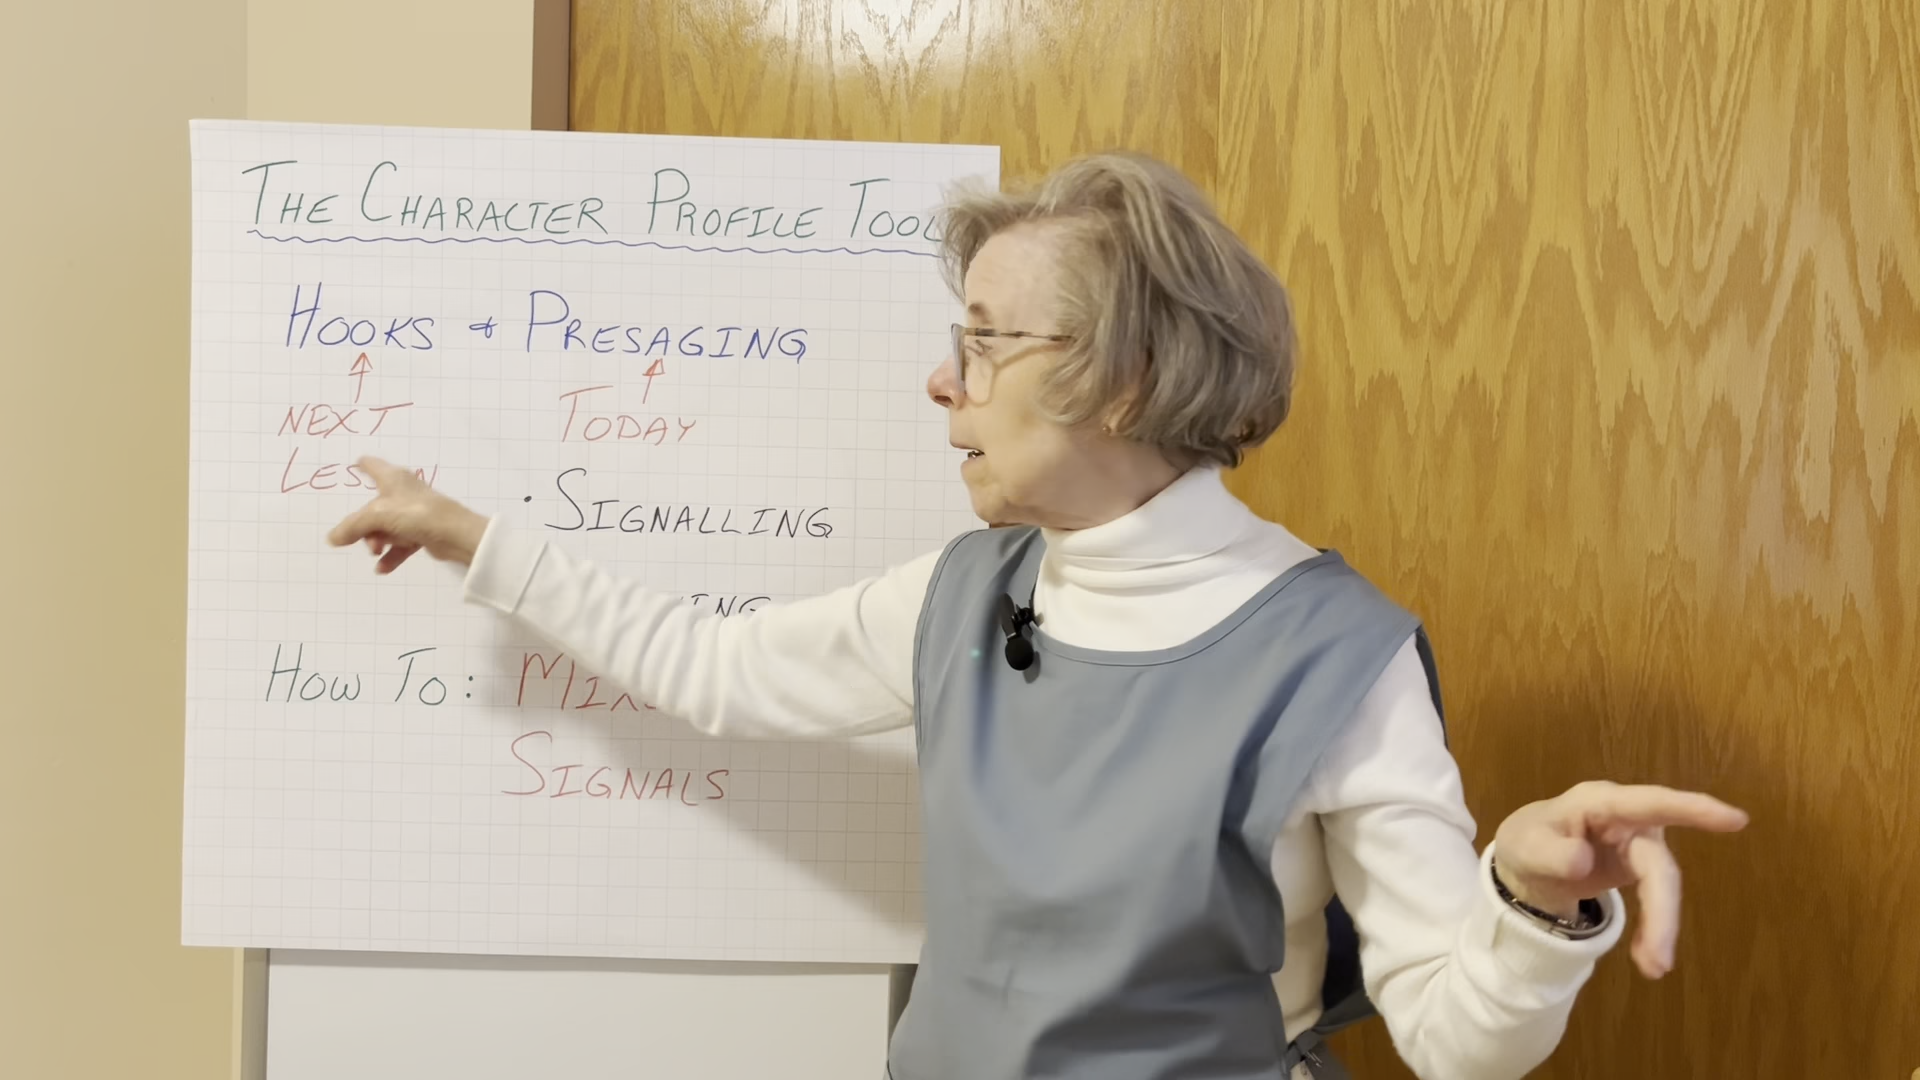 THE CHARACTER PROFILE TOOL
HOOKS & PRESAGING
NEXT TODAY
• SIGNALLING
HOW TO:
SIGNALS